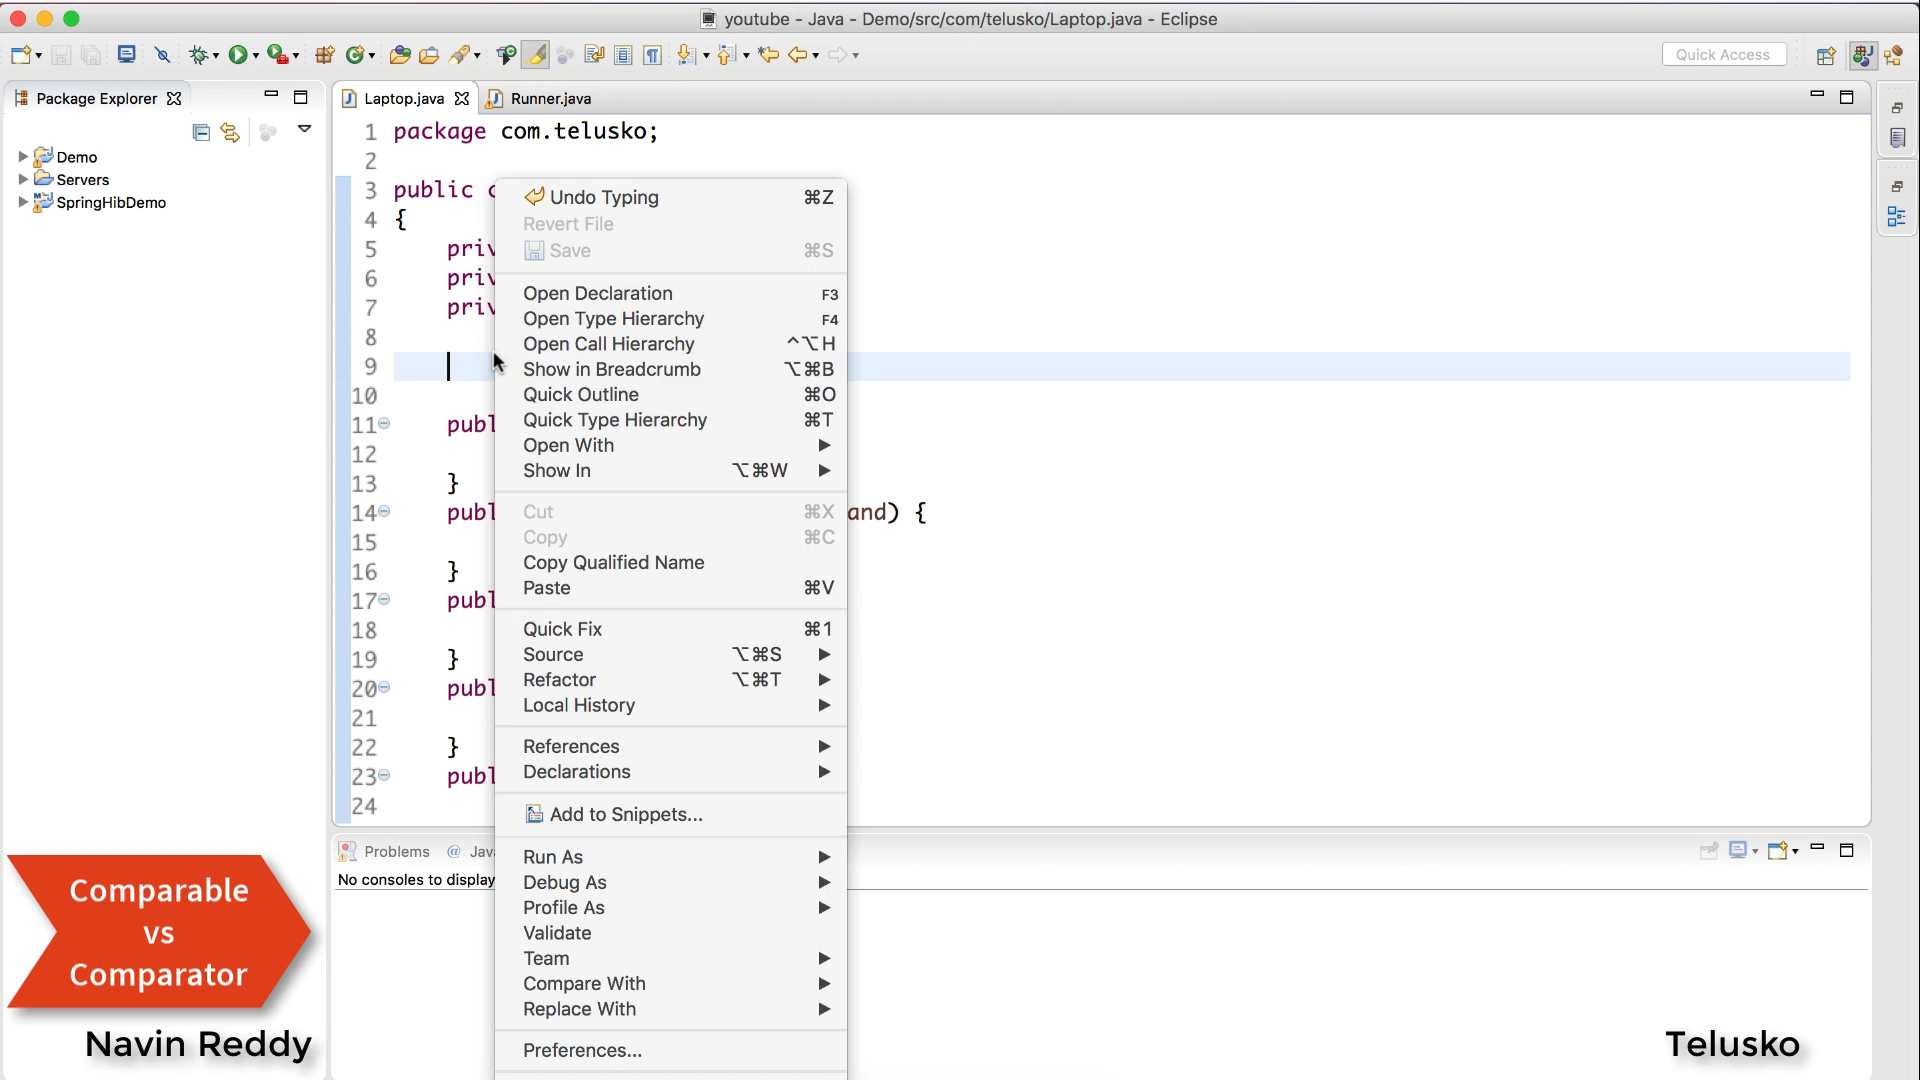 youtube - Java - Demo/src/com/telusko/Laptop.java - Eclipse
Quick Access
Package Explorer
Laptop.java
Runner.java
Demo
Servers
SpringHibDemo
1 package com.telusko;
2
3 public c
4 {
5 priv
6 priv
7 priv
8
9
10
11 publ
12
13 }
14 publ and) {
15
16 }
17 publ
18
19 }
20 publ
21
22 }
23 publ
24
Undo Typing ⌘Z
Revert File
Save ⌘S
Open Declaration F3
Open Type Hierarchy F4
Open Call Hierarchy ^⌥H
Show in Breadcrumb ⌥⌘B
Quick Outline ⌘O
Quick Type Hierarchy ⌘T
Open With
Show In ⌥⌘W
Cut ⌘X
Copy ⌘C
Copy Qualified Name
Paste ⌘V
Quick Fix ⌘1
Source ⌥⌘S
Refactor ⌥⌘T
Local History
References
Declarations
Add to Snippets...
Run As
Debug As
Profile As
Validate
Team
Compare With
Replace With
Preferences...
Problems @ Jav
No consoles to display
Comparable
vs
Comparator
Navin Reddy
Telusko